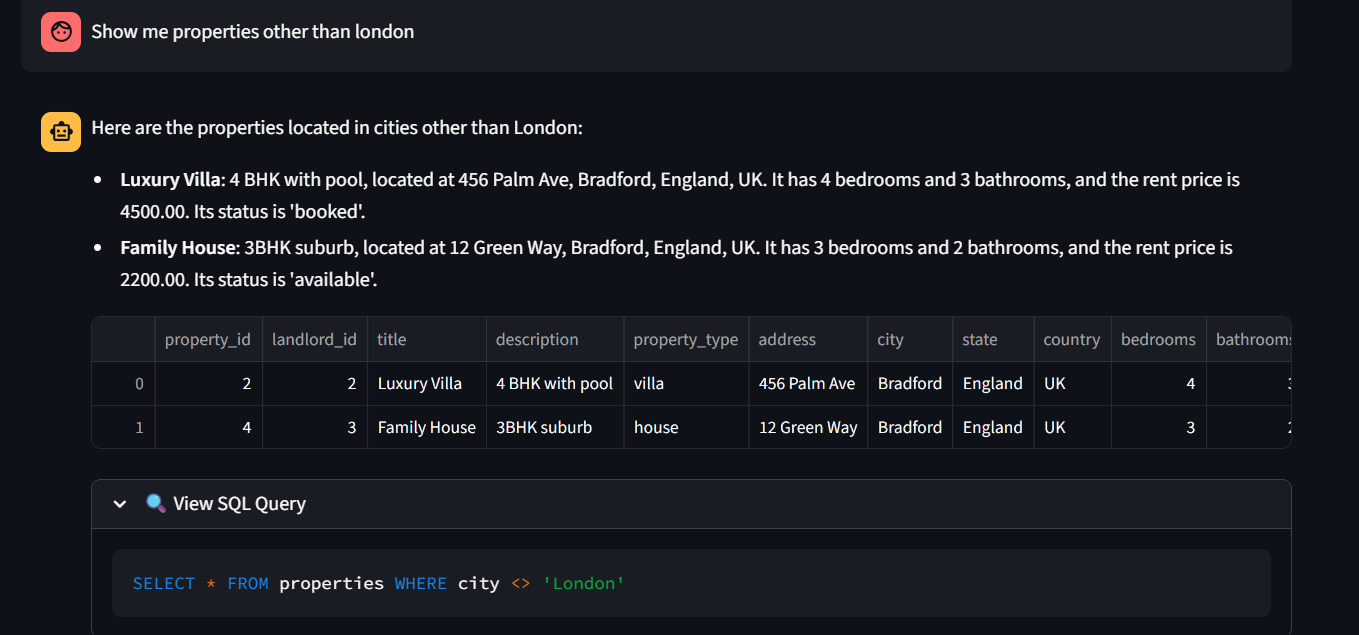 Show me properties other than london
Here are the properties located in cities other than London:
• Luxury Villa: 4 BHK with pool, located at 456 Palm Ave, Bradford, England, UK. It has 4 bedrooms and 3 bathrooms, and the rent price is
4500.00. Its status is 'booked'.
• Family House: 3BHK suburb, located at 12 Green Way, Bradford, England, UK. It has 3 bedrooms and 2 bathrooms, and the rent price is
2200.00. Its status is 'available'.
property_id landlord_id title description property_type address city state country bedrooms bathrooms
0 2 2 Luxury Villa 4 BHK with pool villa 456 Palm Ave Bradford England UK 4 3
1 4 3 Family House 3BHK suburb house 12 Green Way Bradford England UK 3 2
View SQL Query
SELECT * FROM properties WHERE city <> 'London'